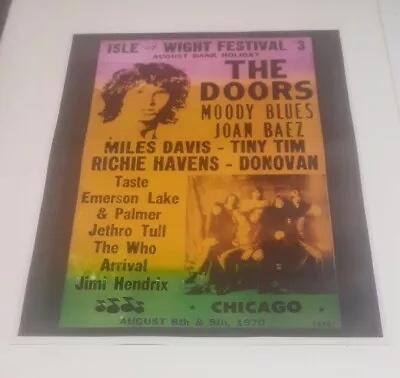 ISLE of WIGHT FESTIVAL 3
AUGUST BANK HOLIDAY
THE
DOORS
MOODY BLUES
JOAN BAEZ
MILES DAVIS - TINY TIM
RICHIE HAVENS - DONOVAN
Taste
Emerson Lake
& Palmer
Jethro Tull
The Who
Arrival
Jimi Hendrix
· CHICAGO ·
AUGUST 8th & 9th, 1970